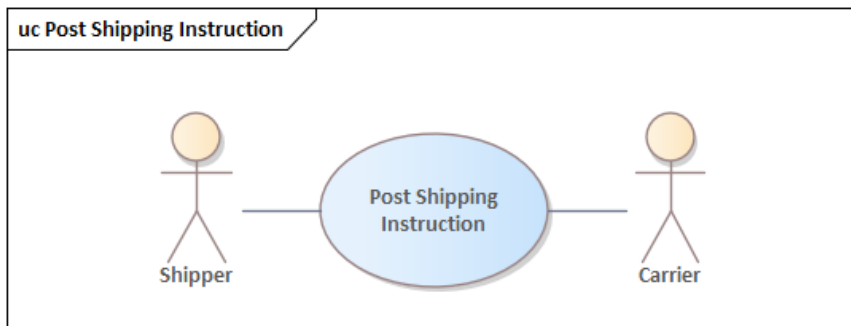 uc Post Shipping Instruction
Post Shipping
Instruction
Shipper
Carrier